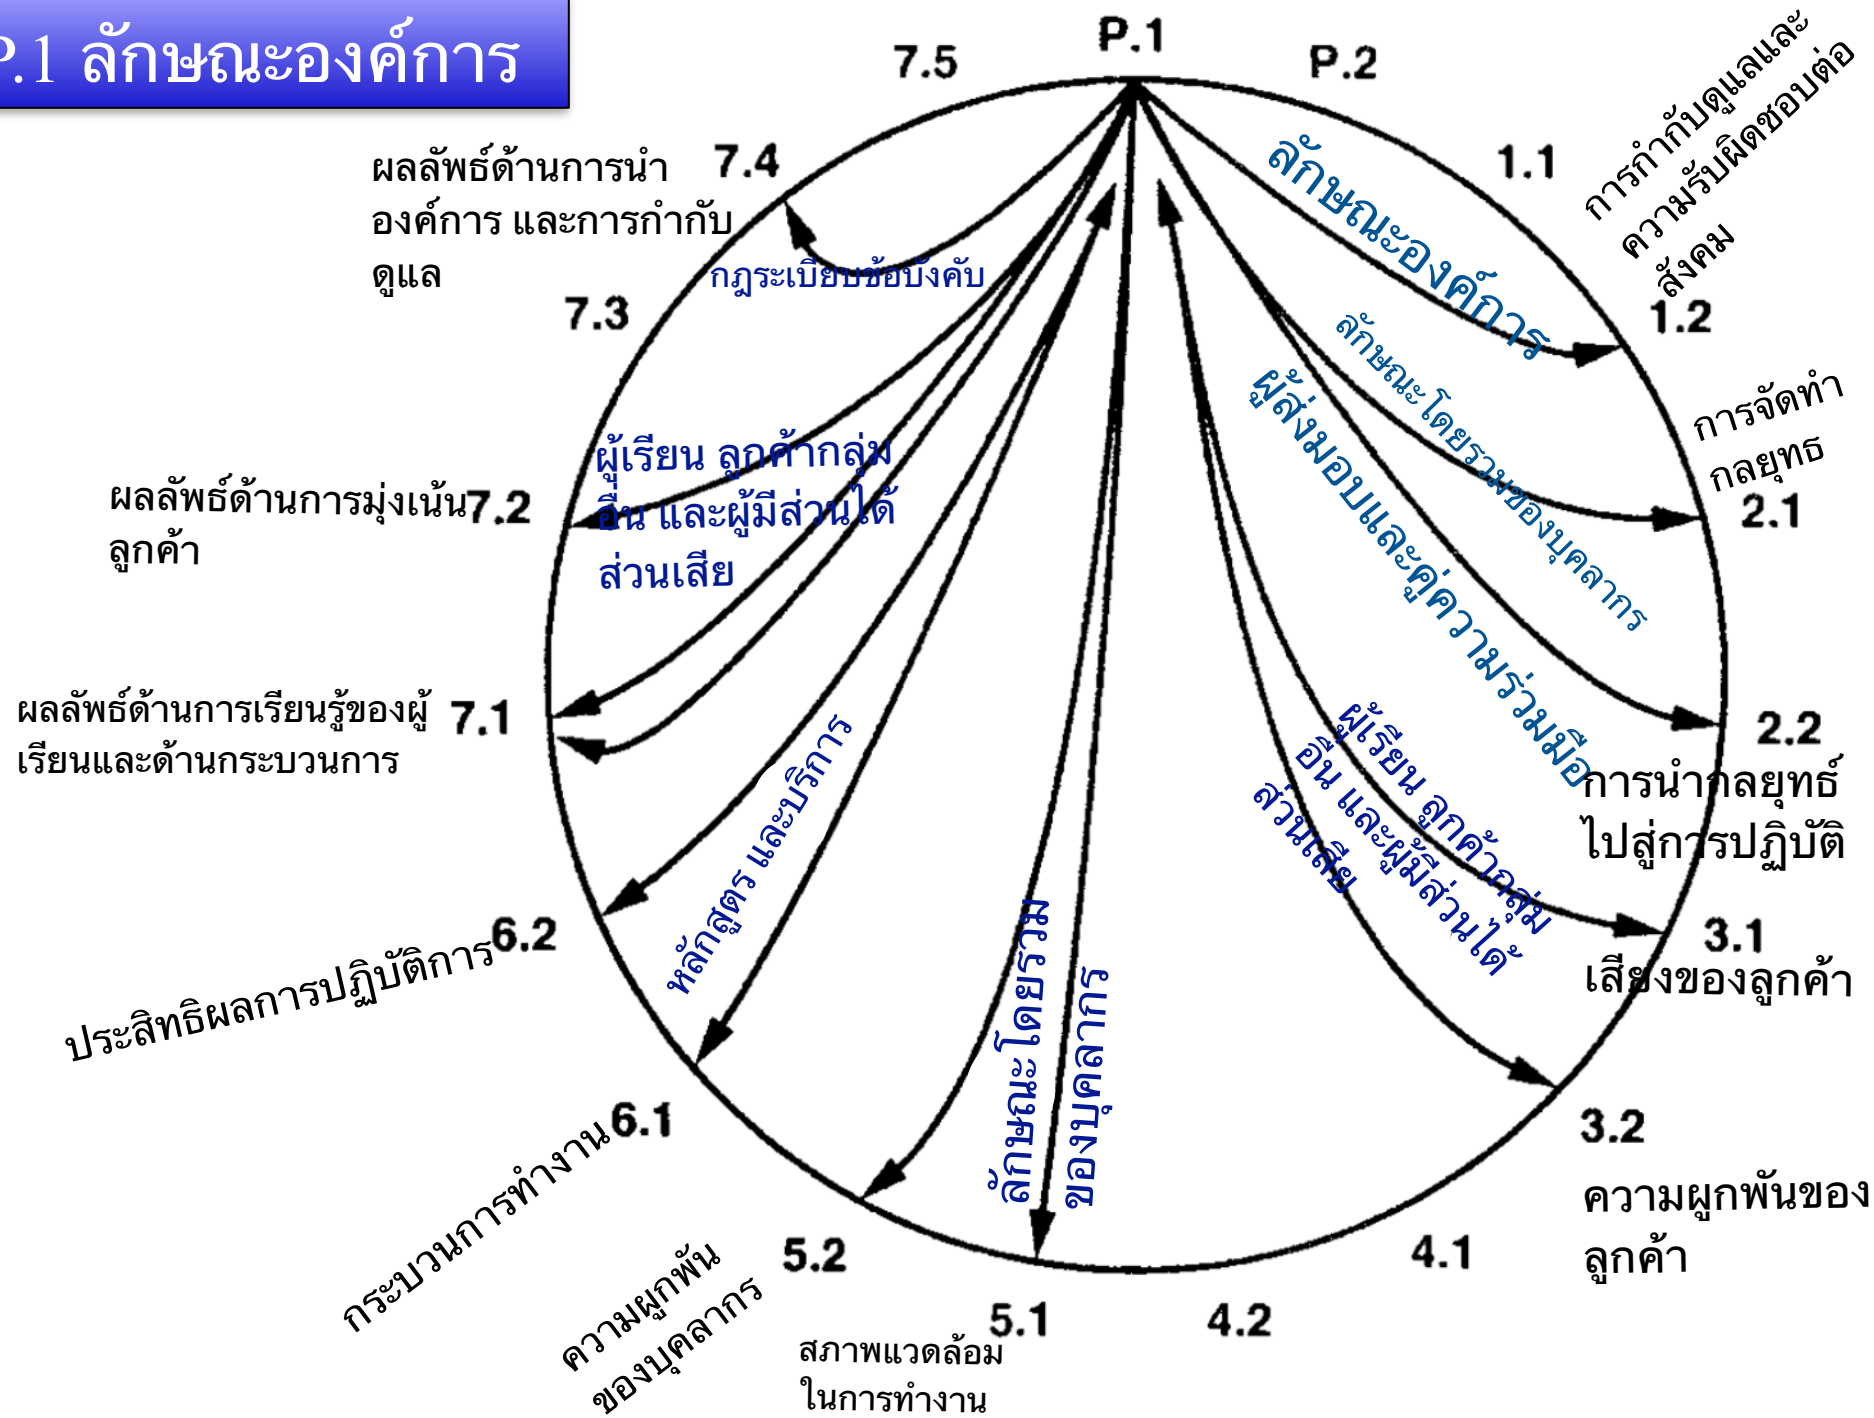 P.1 ลักษณะองค์การ
P.1
P.2
7.5
7.4
1.1
การกำกับดูแลและ
ความรับผิดชอบต่อ
สังคม
1.2
ผลลัพธ์ด้านการนำ
องค์การ และการกำกับ
ดูแล
7.3
กฎระเบียบข้อบังคับ
ลักษณะองค์การ
ลักษณะโดยรวมของบุคลากร
ผู้ส่งมอบและคู่ความร่วมมือ
การจัดทำ
กลยุทธ
2.1
ผู้เรียน ลูกค้ากลุ่ม
อื่น และผู้มีส่วนได้
ส่วนเสีย
ผลลัพธ์ด้านการมุ่งเน้น
ลูกค้า
7.2
ผลลัพธ์ด้านการเรียนรู้ของผู้
เรียนและด้านกระบวนการ
7.1
2.2
การนำกลยุทธ์
ไปสู่การปฏิบัติ
หลักสูตร และบริการ
ผู้เรียน ลูกค้ากลุ่ม
อื่น และผู้มีส่วนได้
ส่วนเสีย
3.1
เสียงของลูกค้า
ประสิทธิผลการปฏิบัติการ
6.2
ลักษณะโดยรวม
ของบุคลากร
กระบวนการทำงาน
6.1
3.2
ความผูกพันของ
ลูกค้า
ความผูกพัน
ของบุคลากร
5.2
4.1
5.1
4.2
สภาพแวดล้อม
ในการทำงาน